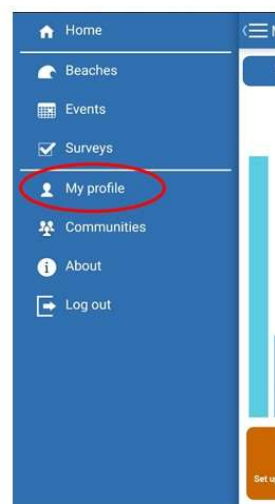 Home
Beaches
Events
Surveys
My profile
Communities
About
Log out